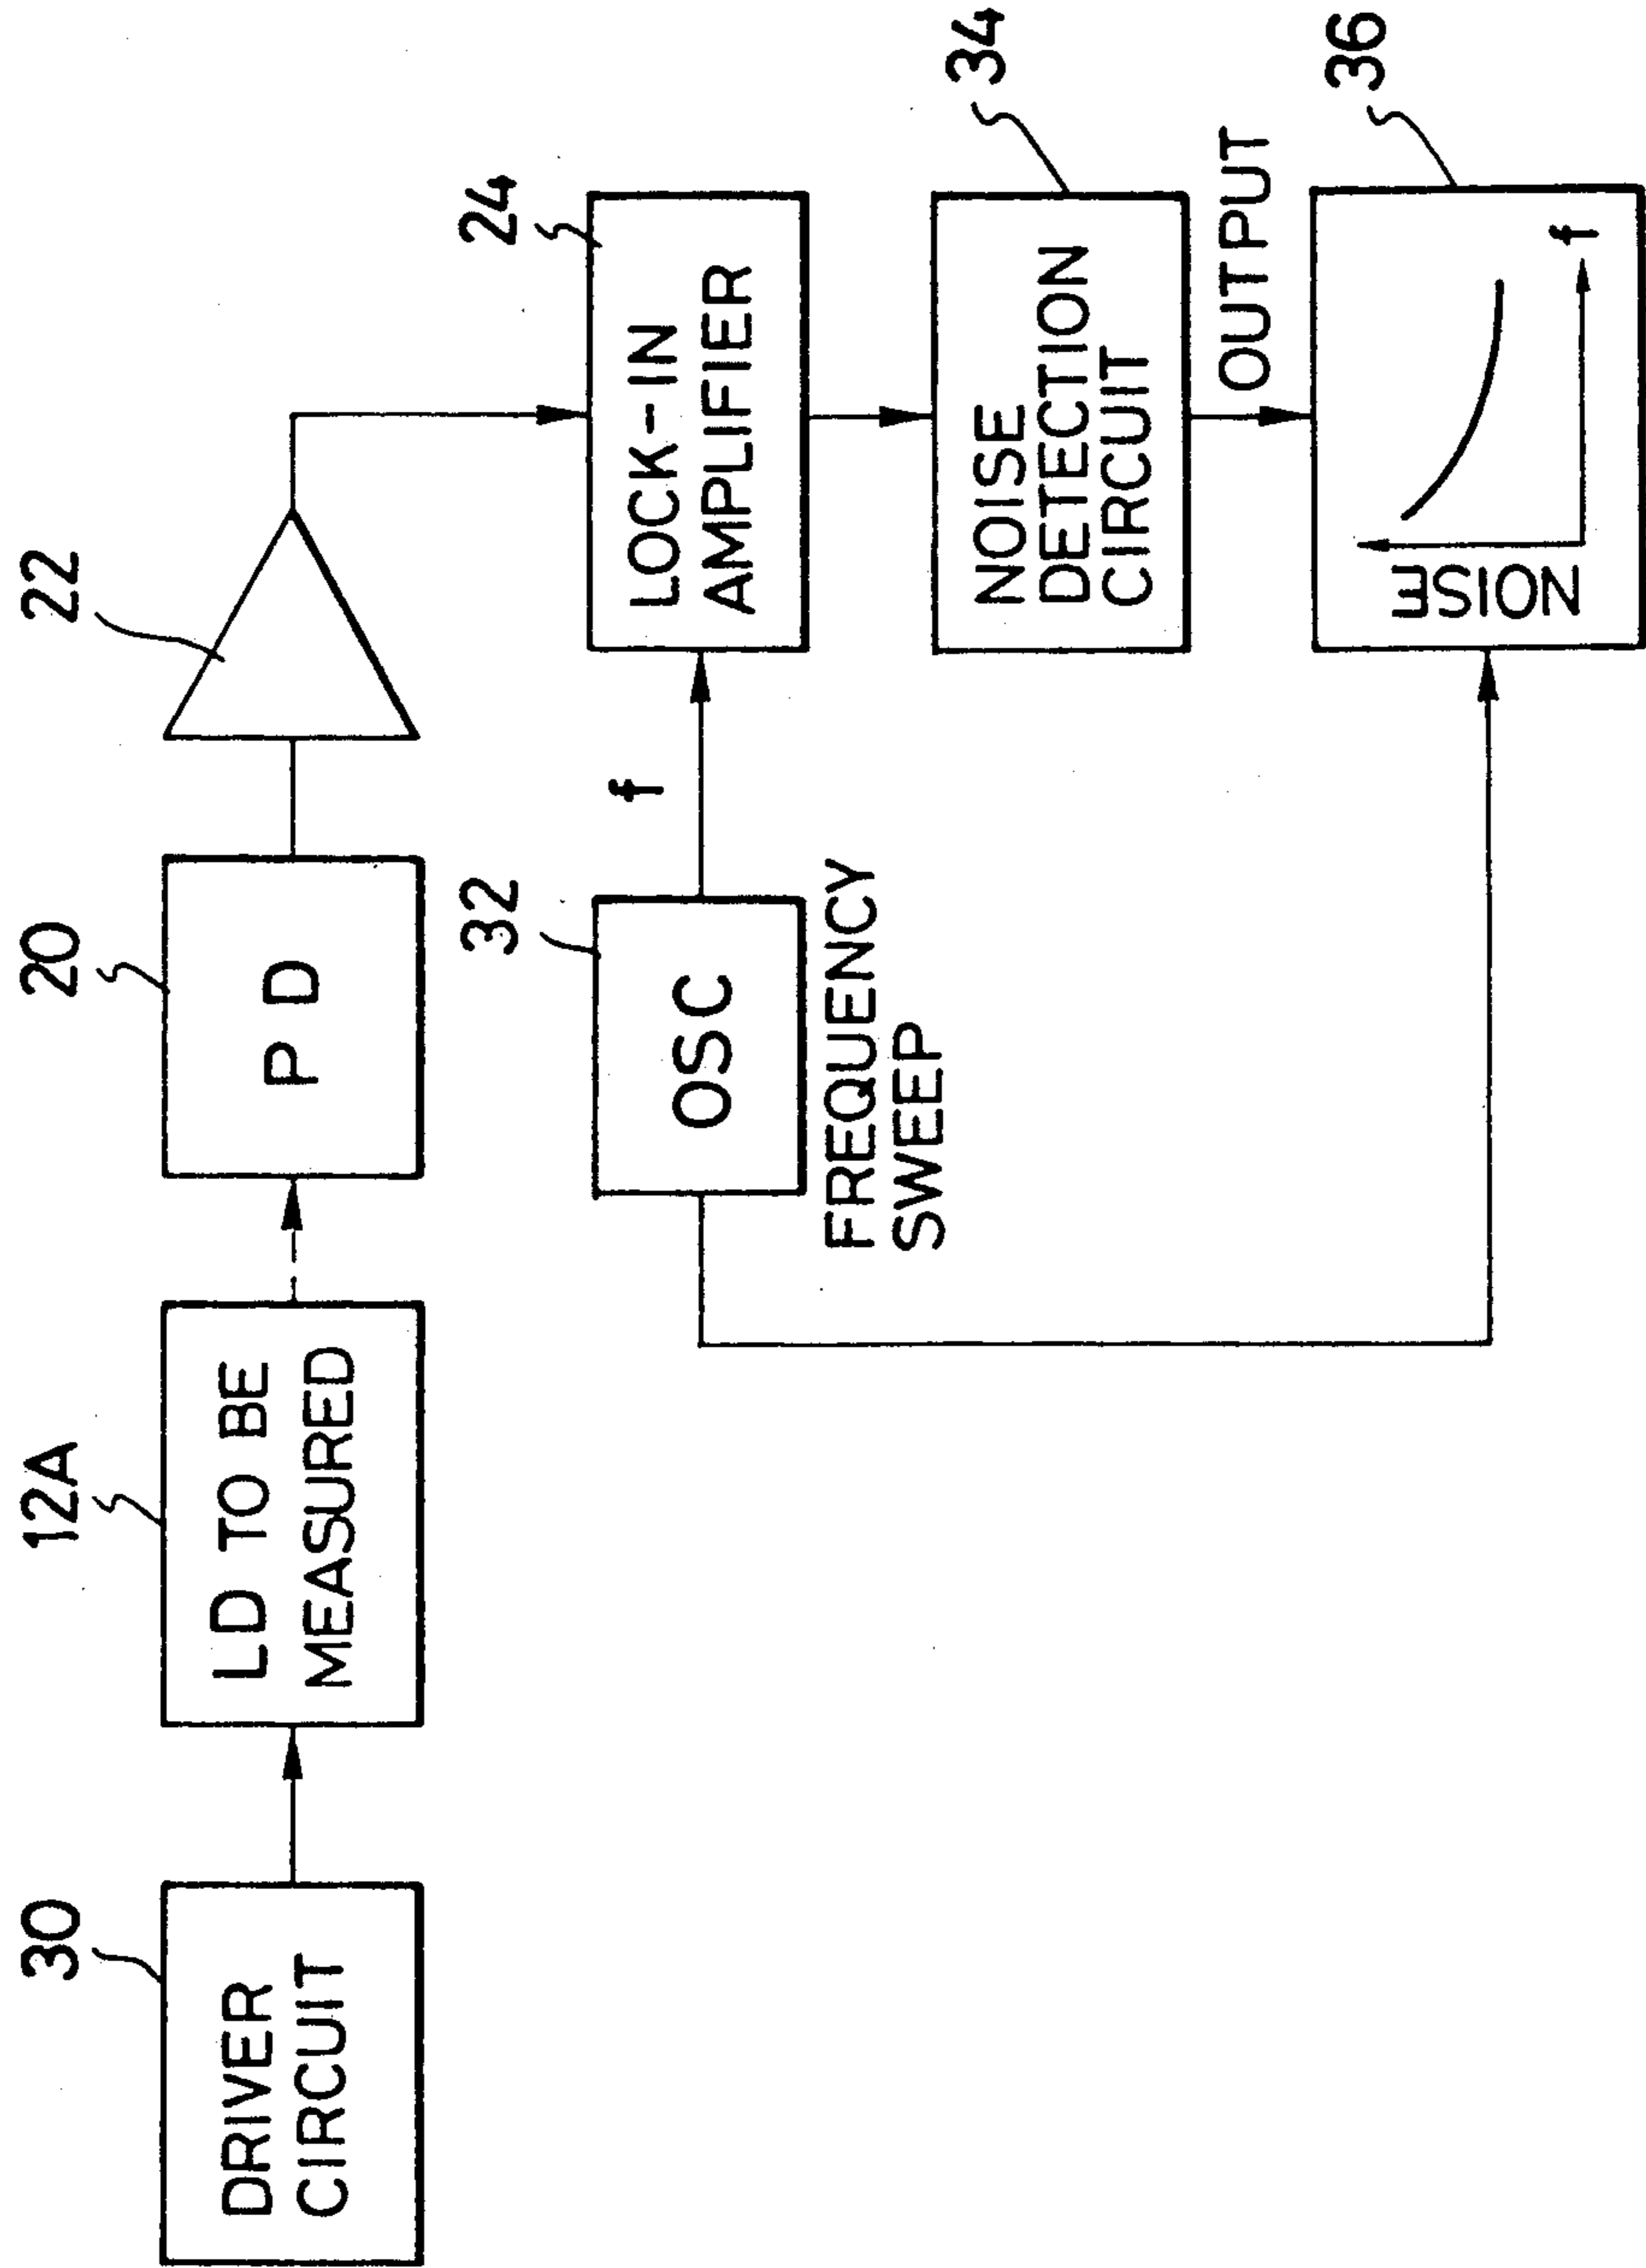 30
DRIVER
CIRCUIT
12A
LD TO BE
MEASURED
20
P D
22
24
LOCK-IN
AMPLIFIER
32
OSC
f
FREQUENCY
SWEEP
34
NOISE
DETECTION
CIRCUIT
OUTPUT
36
NOISE
f